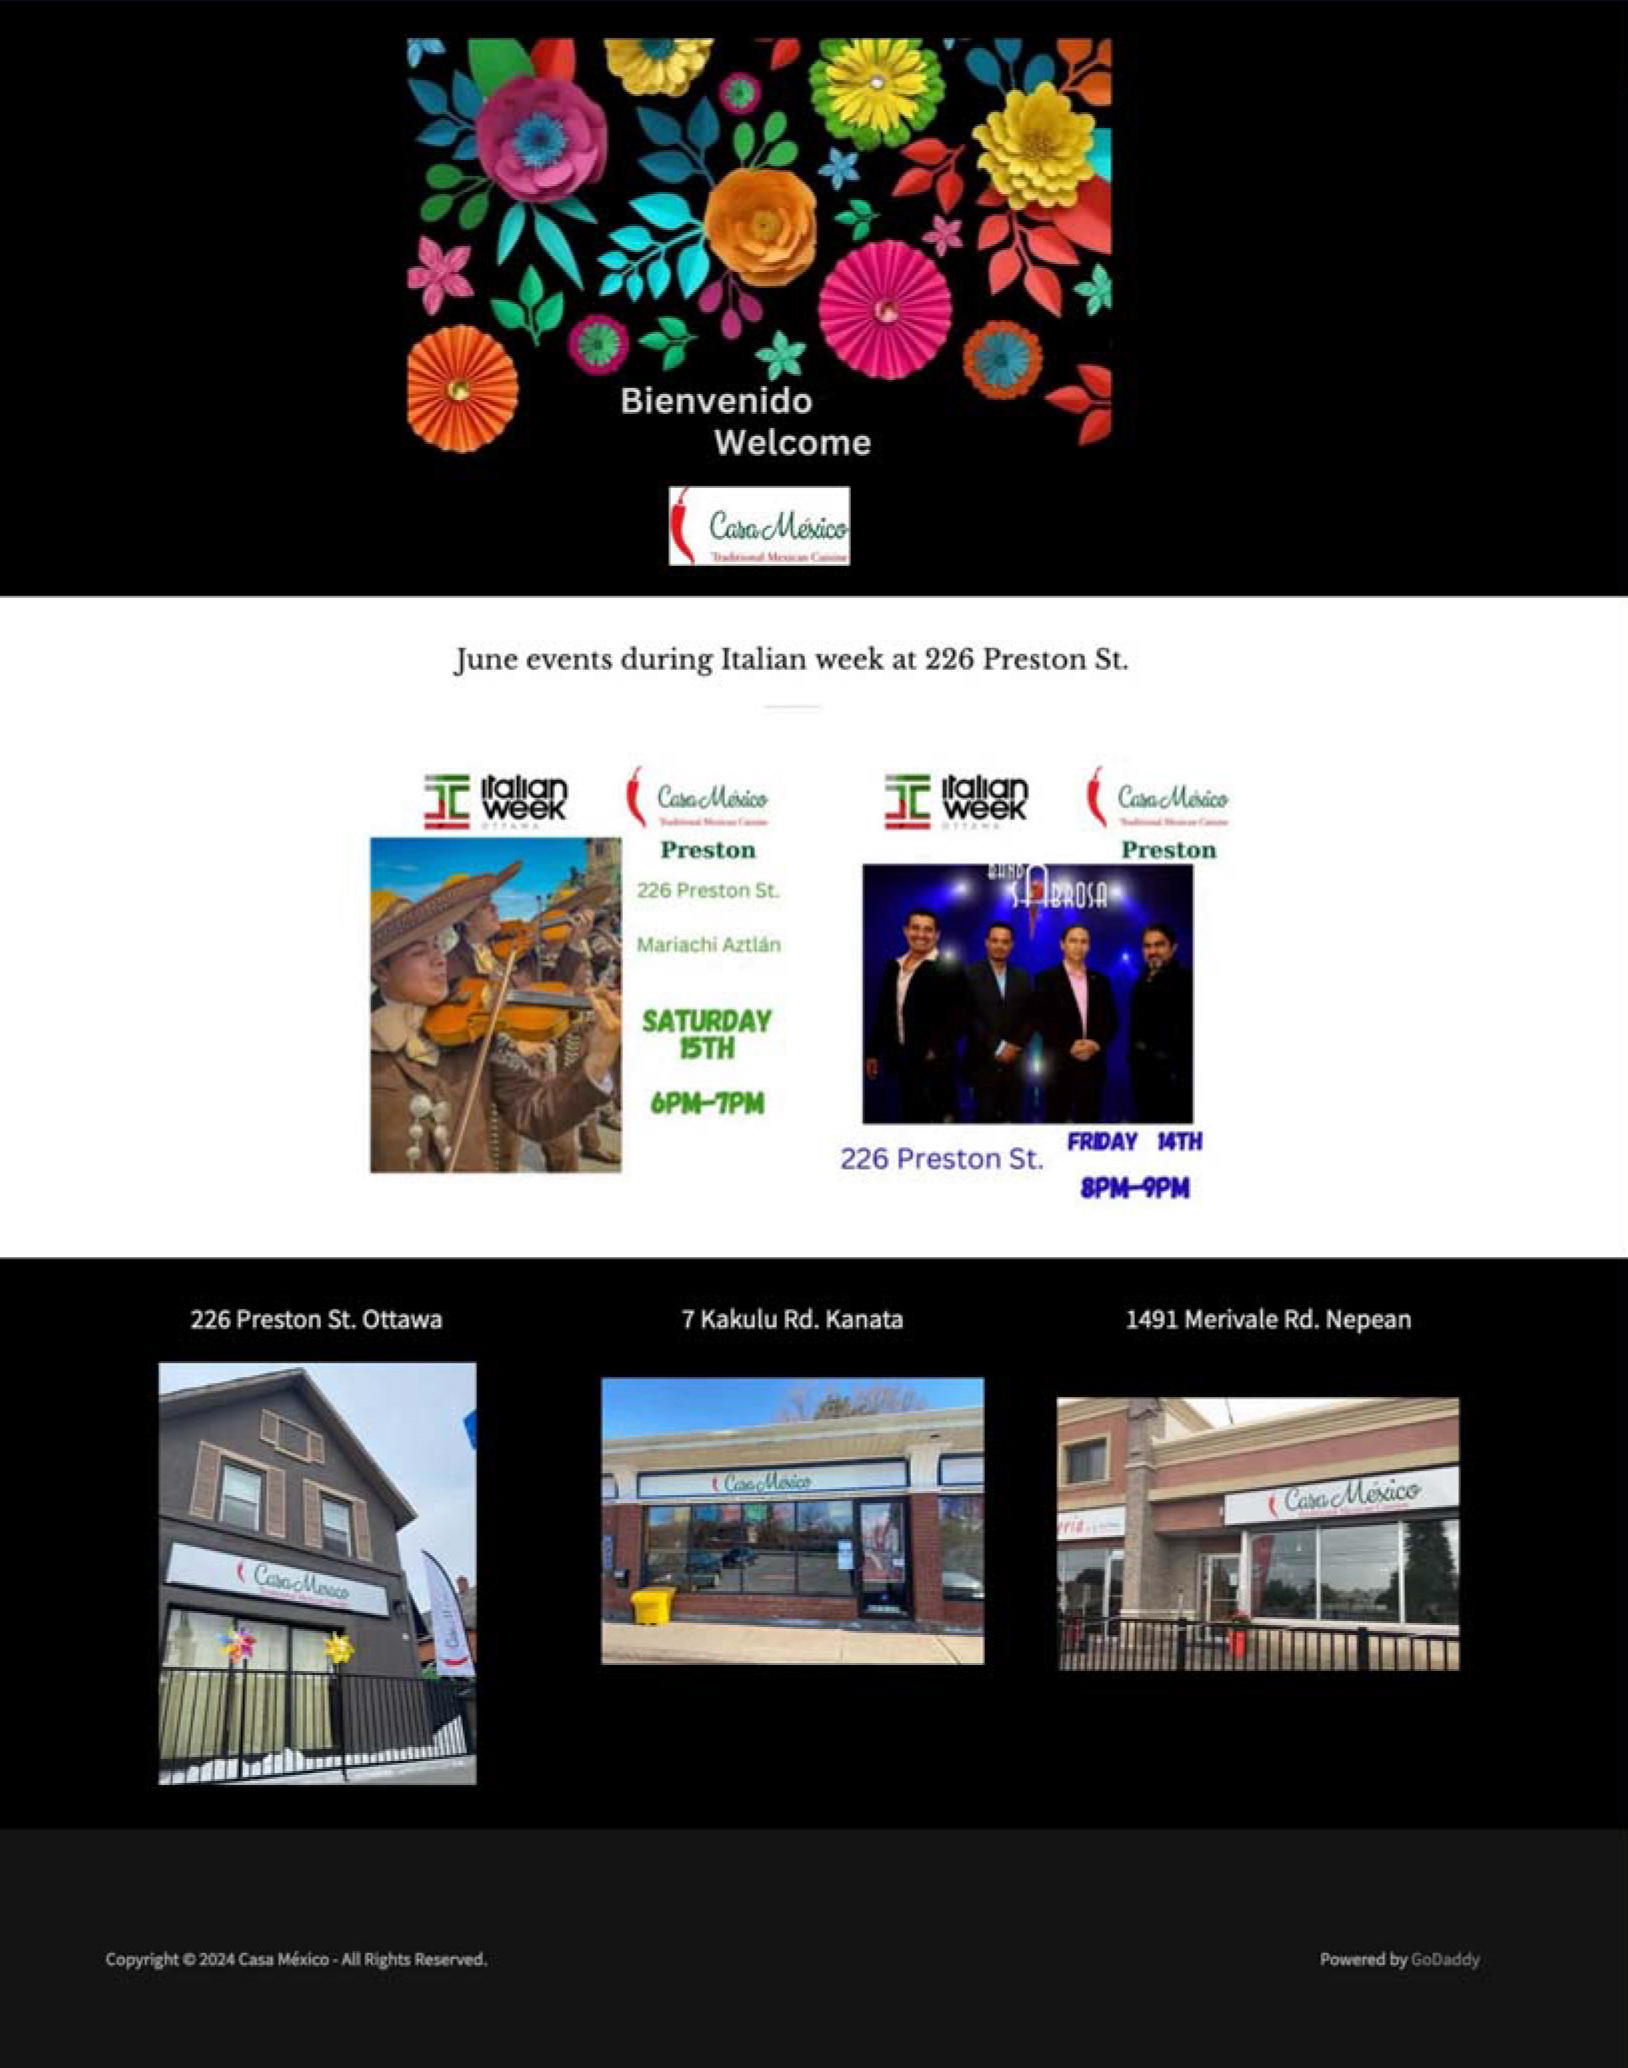 Bienvenido
Welcome
Casa México
Traditional Mexican Cuisine
June events during Italian week at 226 Preston St.
italian
week
OTTAWA
Casa México
Traditional Mexican Cuisine
Preston
226 Preston St.
Mariachi Aztlán
SATURDAY
15TH
6PM-7PM
italian
week
OTTAWA
Casa México
Traditional Mexican Cuisine
Preston
BAND
SABROSA
226 Preston St.
FRIDAY 14TH
8PM-9PM
226 Preston St. Ottawa
7 Kakulu Rd. Kanata
1491 Merivale Rd. Nepean
Casa México
Casa México
Casa México
Copyright © 2024 Casa México - All Rights Reserved.
Powered by GoDaddy